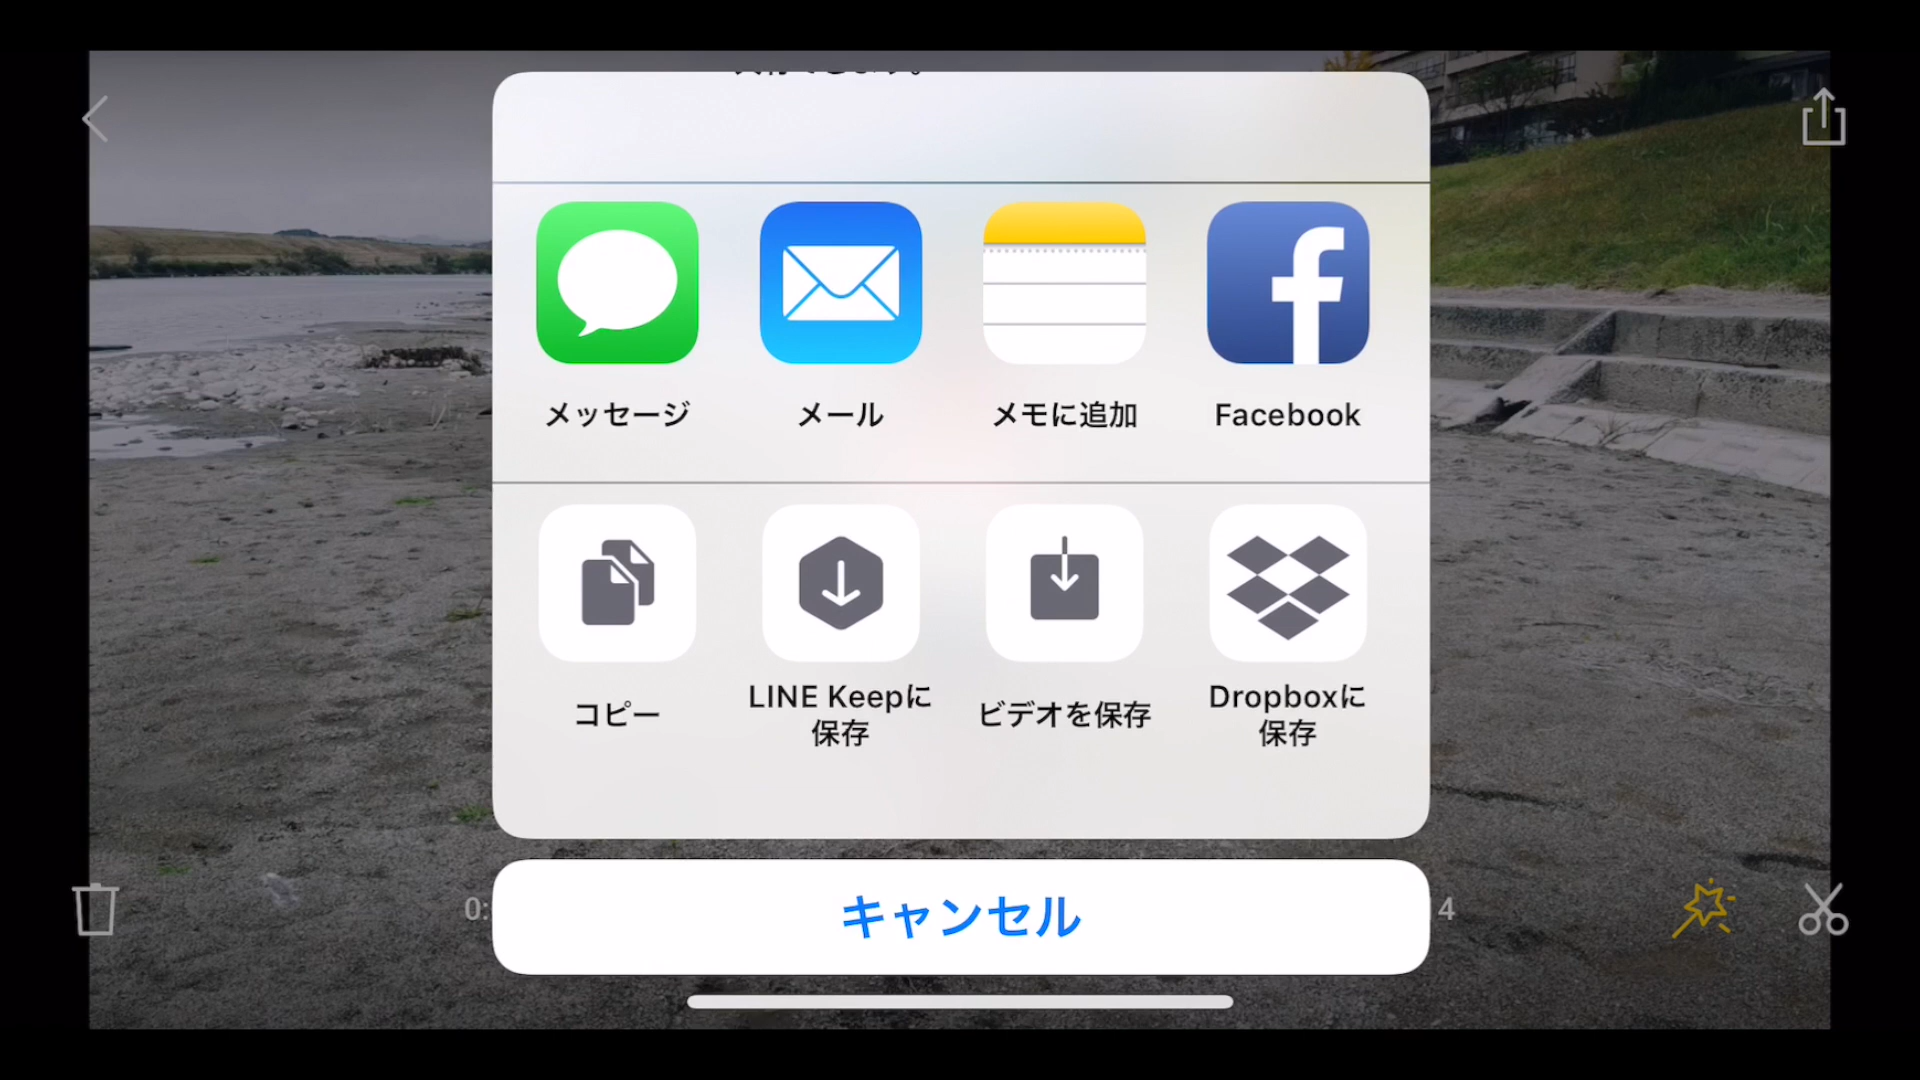 メッセージ
メール
メモに追加
Facebook
コピー
LINE Keepに
保存
ビデオを保存
Dropboxに
保存
0:
4
キャンセル